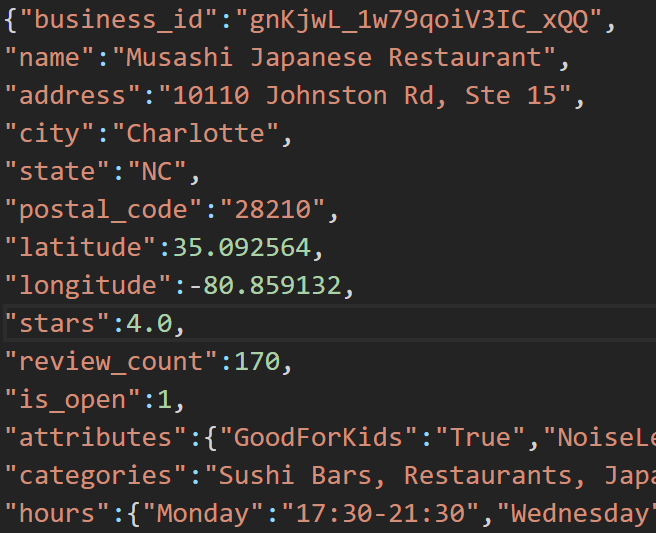 {"business_id":"gnKjwL_1w79qoiV3IC_xQQ",
"name":"Musashi Japanese Restaurant",
"address":"10110 Johnston Rd, Ste 15",
"city":"Charlotte",
"state":"NC",
"postal_code":"28210",
"latitude":35.092564,
"longitude":-80.859132,
"stars":4.0,
"review_count":170,
"is_open":1,
"attributes":{"GoodForKids":"True","NoiseLe
"categories":"Sushi Bars, Restaurants, Japa
"hours":{"Monday":"17:30-21:30","Wednesday"